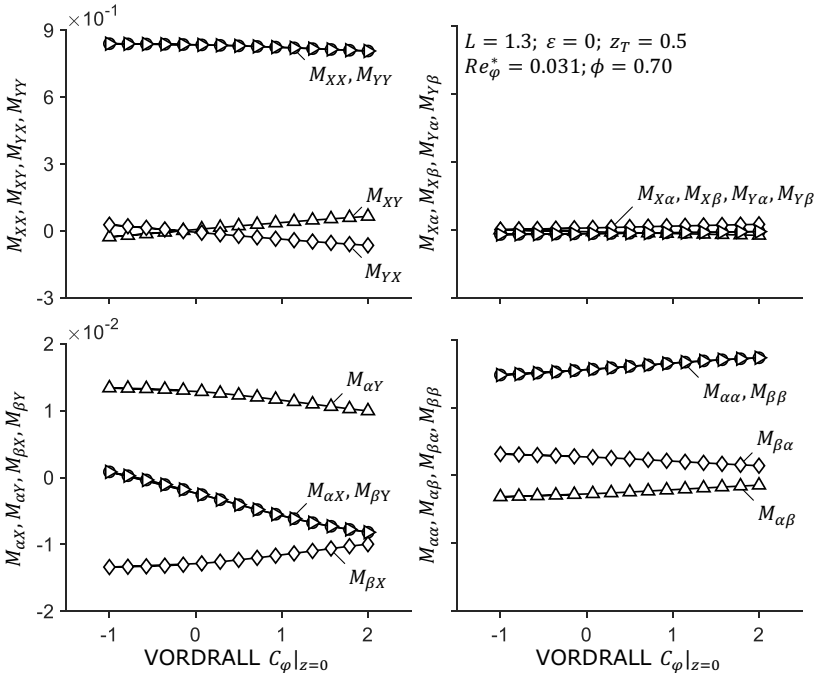 ×10⁻¹
9
6
3
0
-3
M_XX, M_XY, M_YX, M_YY
M_XX, M_YY
M_XY
M_YX
L = 1.3; ε = 0; z_T = 0.5
Re*_φ = 0.031; ϕ = 0.70
M_Xα, M_Xβ, M_Yα, M_Yβ
M_Xα, M_Xβ, M_Yα, M_Yβ
×10⁻²
2
1
0
-1
-2
M_αX, M_αY, M_βX, M_βY
M_αY
M_αX, M_βY
M_βX
-1 0 1 2
VORDRALL C_φ|z=0
M_αα, M_αβ, M_βα, M_ββ
M_αα, M_ββ
M_βα
M_αβ
-1 0 1 2
VORDRALL C_φ|z=0